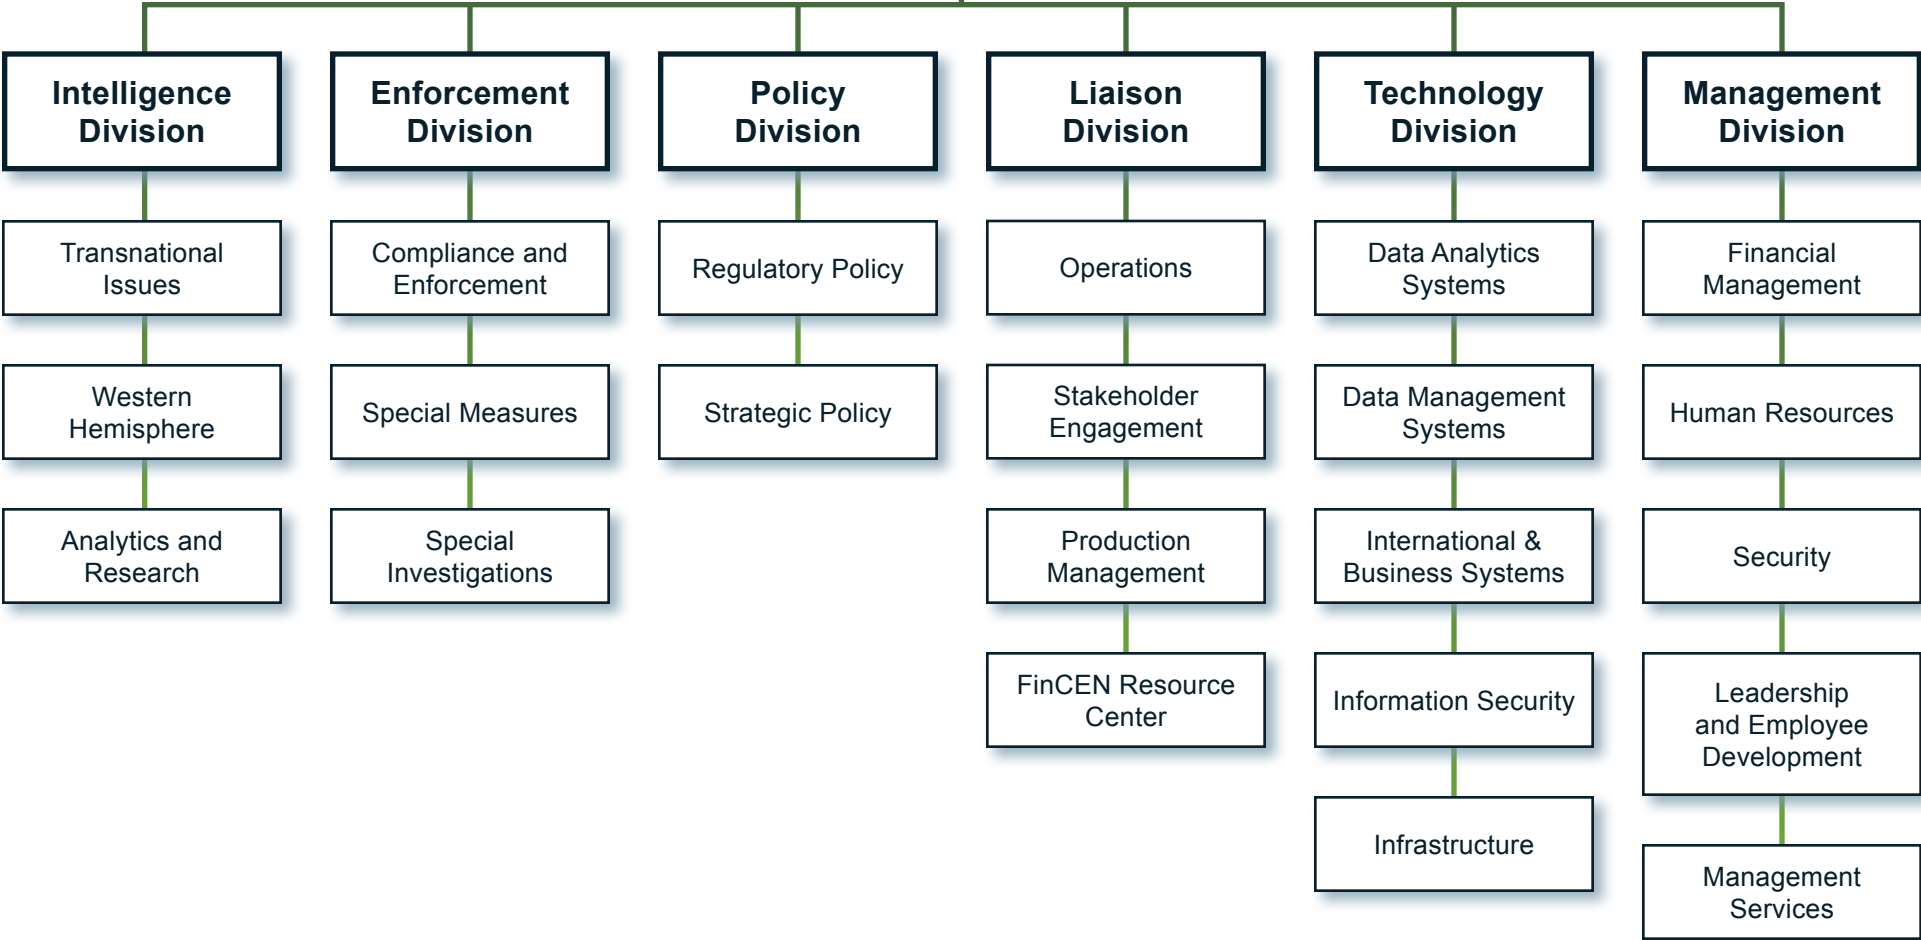 Intelligence
Division
Transnational
Issues
Western
Hemisphere
Analytics and
Research
Enforcement
Division
Compliance and
Enforcement
Special Measures
Special
Investigations
Policy
Division
Regulatory Policy
Strategic Policy
Liaison
Division
Operations
Stakeholder
Engagement
Production
Management
FinCEN Resource
Center
Technology
Division
Data Analytics
Systems
Data Management
Systems
International &
Business Systems
Information Security
Infrastructure
Management
Division
Financial
Management
Human Resources
Security
Leadership
and Employee
Development
Management
Services